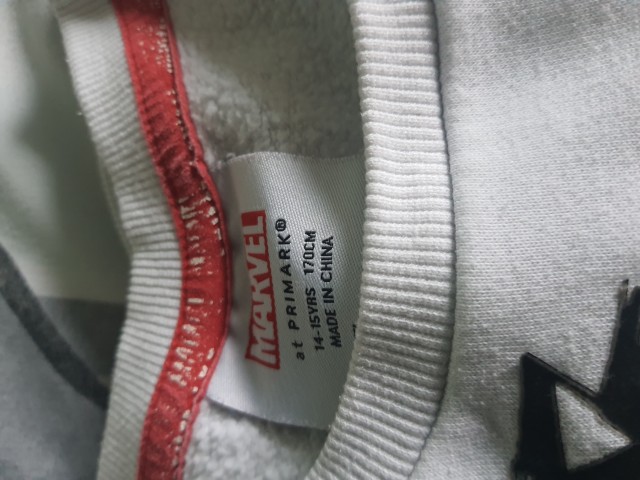 MARVEL
at PRIMARK®
14-15YRS 170CM
MADE IN CHINA